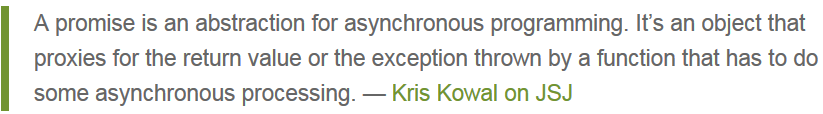 A promise is an abstraction for asynchronous programming. It’s an object that
proxies for the return value or the exception thrown by a function that has to do
some asynchronous processing. — Kris Kowal on JSJ